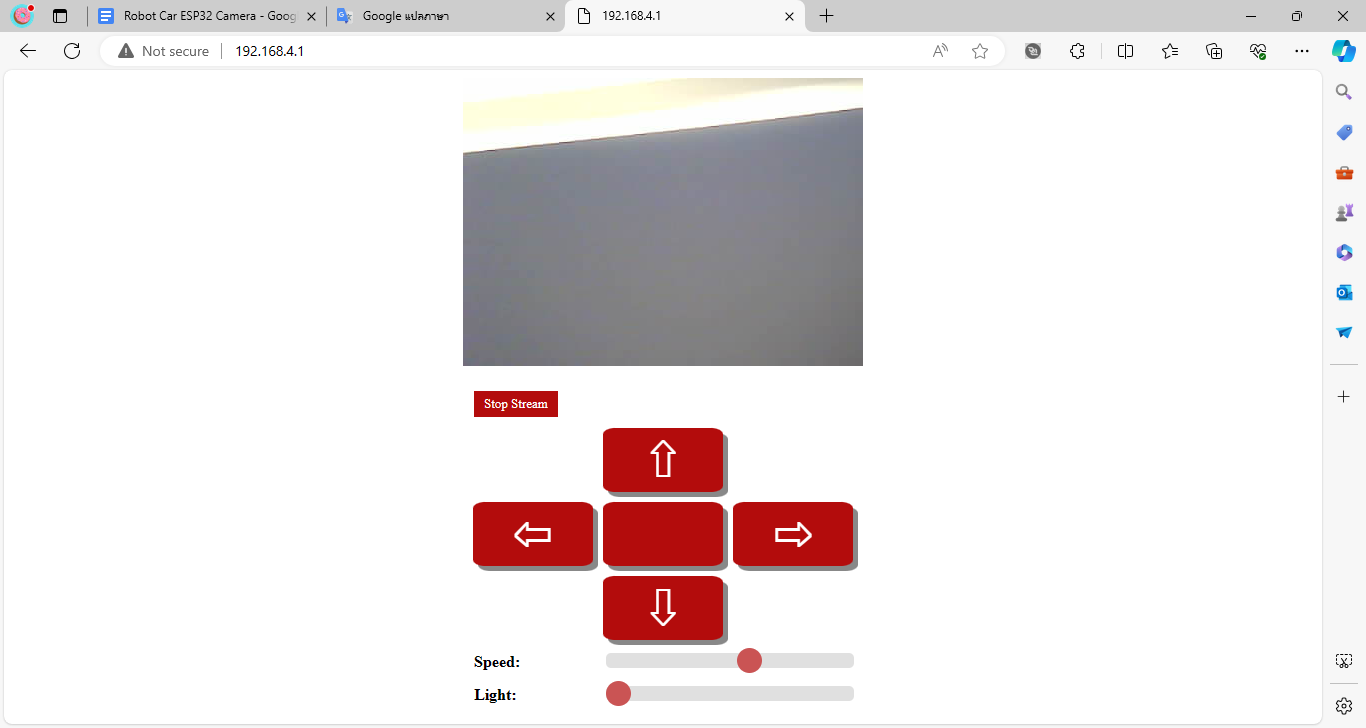 Robot Car ESP32 Camera - Goog
Google แปลภาษา
192.168.4.1
Not secure
192.168.4.1
Stop Stream
Speed:
Light: